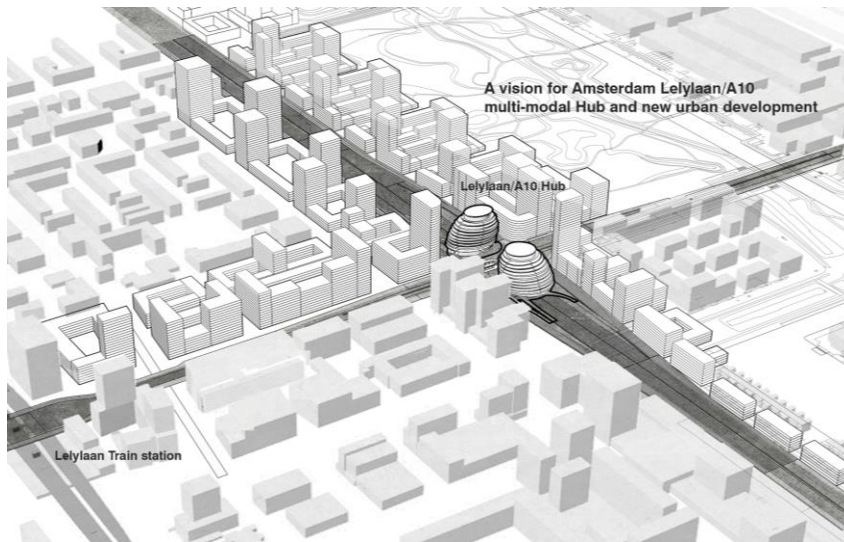 A vision for Amsterdam Lelylaan/A10
multi-modal Hub and new urban development
Lelylaan/A10 Hub
Lelylaan Train station